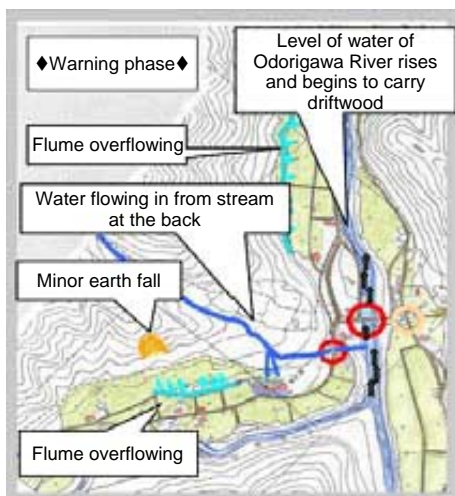 ♦Warning phase♦
Level of water of
Odorigawa River rises
and begins to carry
driftwood
Flume overflowing
Water flowing in from stream
at the back
Minor earth fall
Flume overflowing